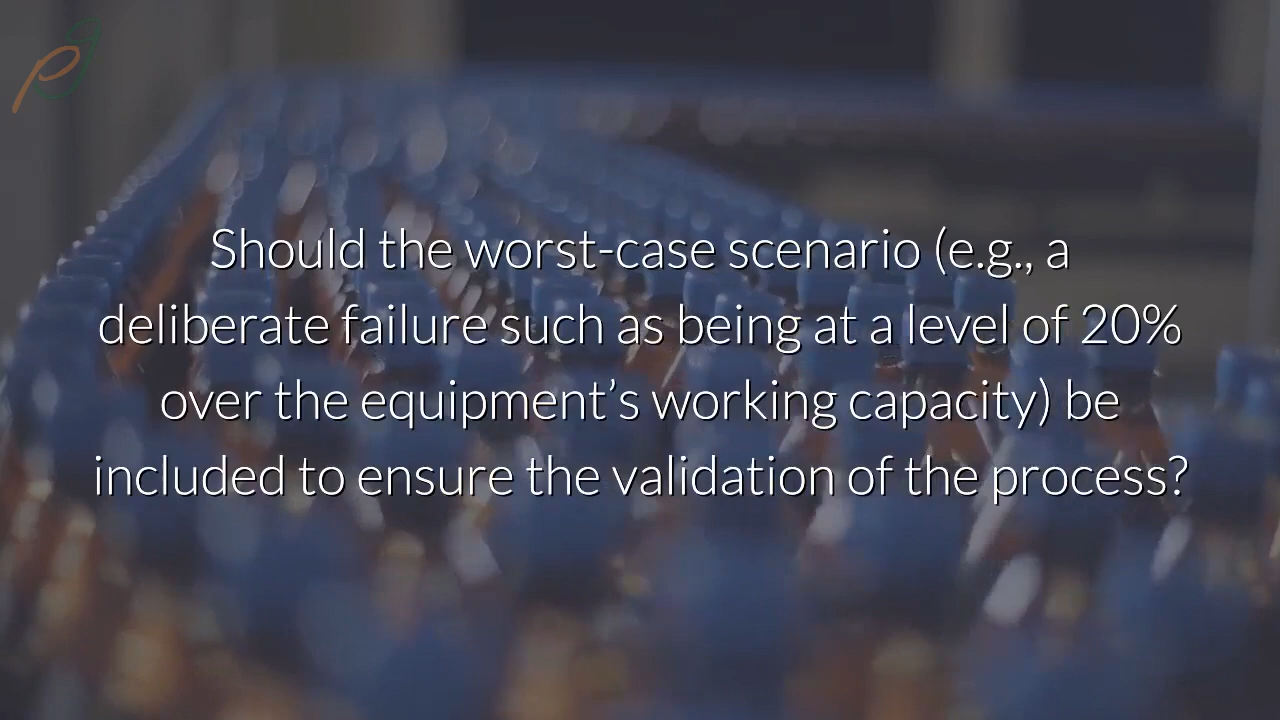 Should the worst-case scenario (e.g., a
deliberate failure such as being at a level of 20%
over the equipment’s working capacity) be
included to ensure the validation of the process?